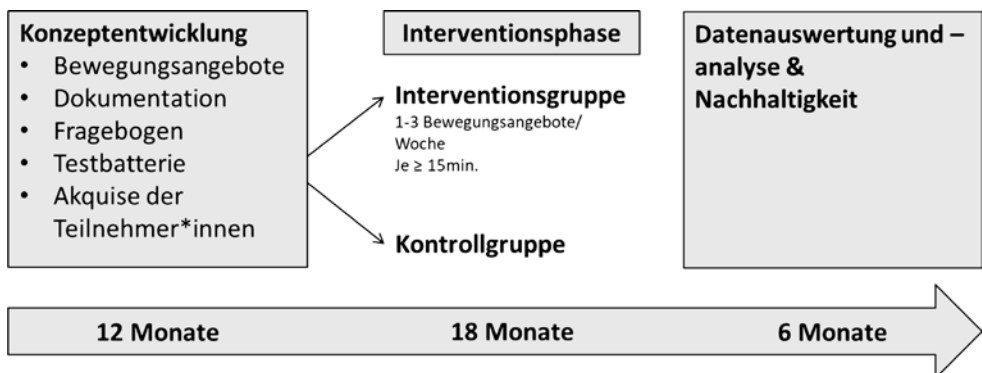 Konzeptentwicklung
• Bewegungsangebote
• Dokumentation
• Fragebogen
• Testbatterie
• Akquise der
Teilnehmer*innen
Interventionsphase
Interventionsgruppe
1-3 Bewegungsangebote/
Woche
Je ≥ 15min.
Kontrollgruppe
Datenauswertung und –
analyse &
Nachhaltigkeit
12 Monate
18 Monate
6 Monate